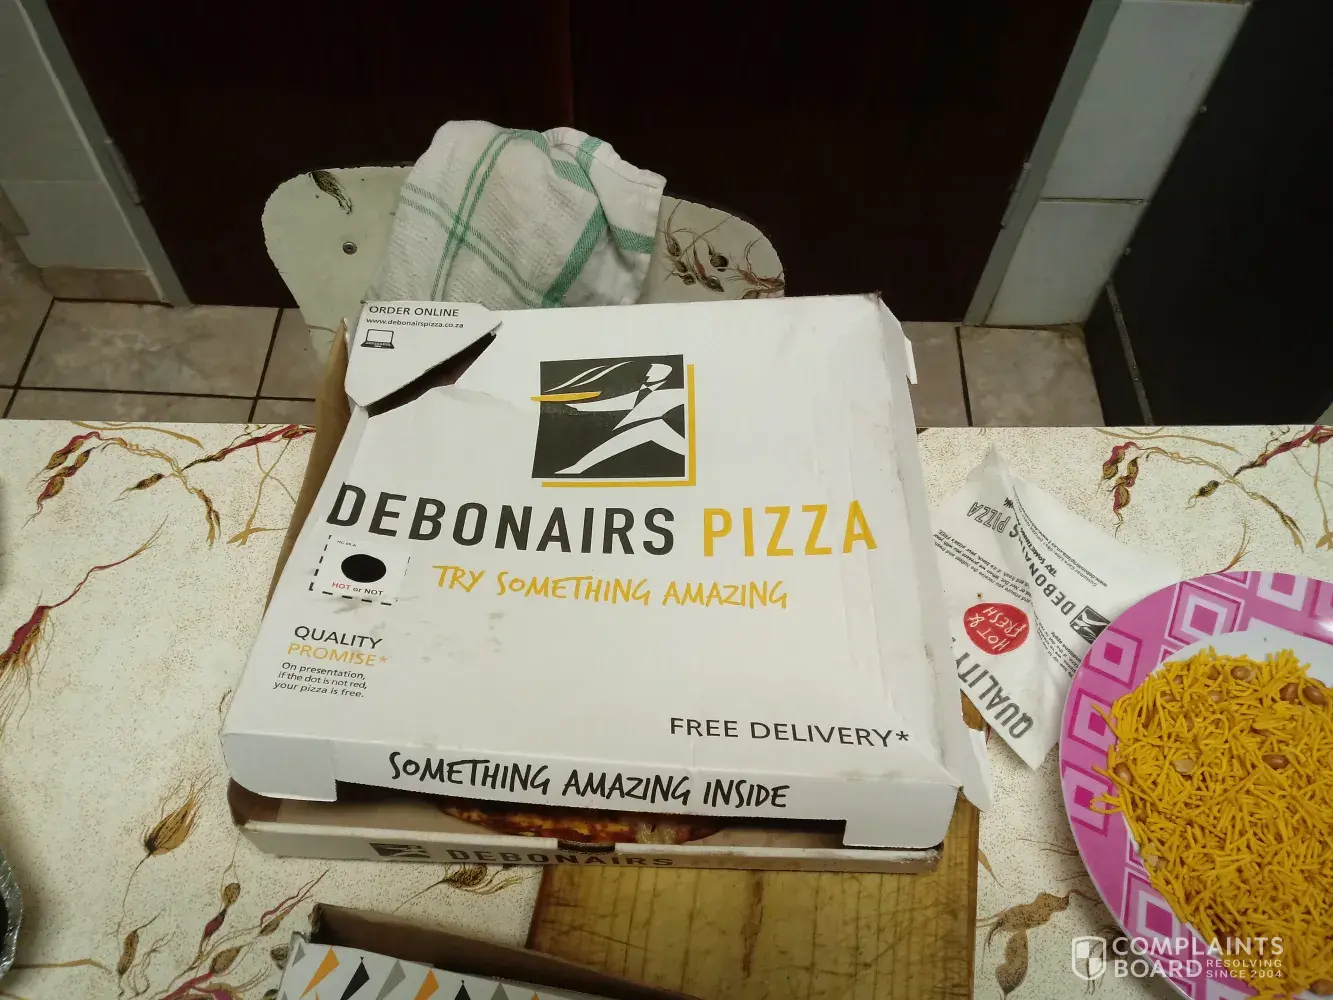 ORDER ONLINE
www.debonairspizza.co.za
DEBONAIRS PIZZA
TRY SOMETHING AMAZING
HOT or NOT
QUALITY
PROMISE*
On presentation,
if the dot is not red,
your pizza is free.
FREE DELIVERY*
SOMETHING AMAZING INSIDE
DEBONAIRS
PIZZA
DEBONAIRS
HOT &
FRESH
QUALITY
COMPLAINTS
BOARD RESOLVING
SINCE 2004